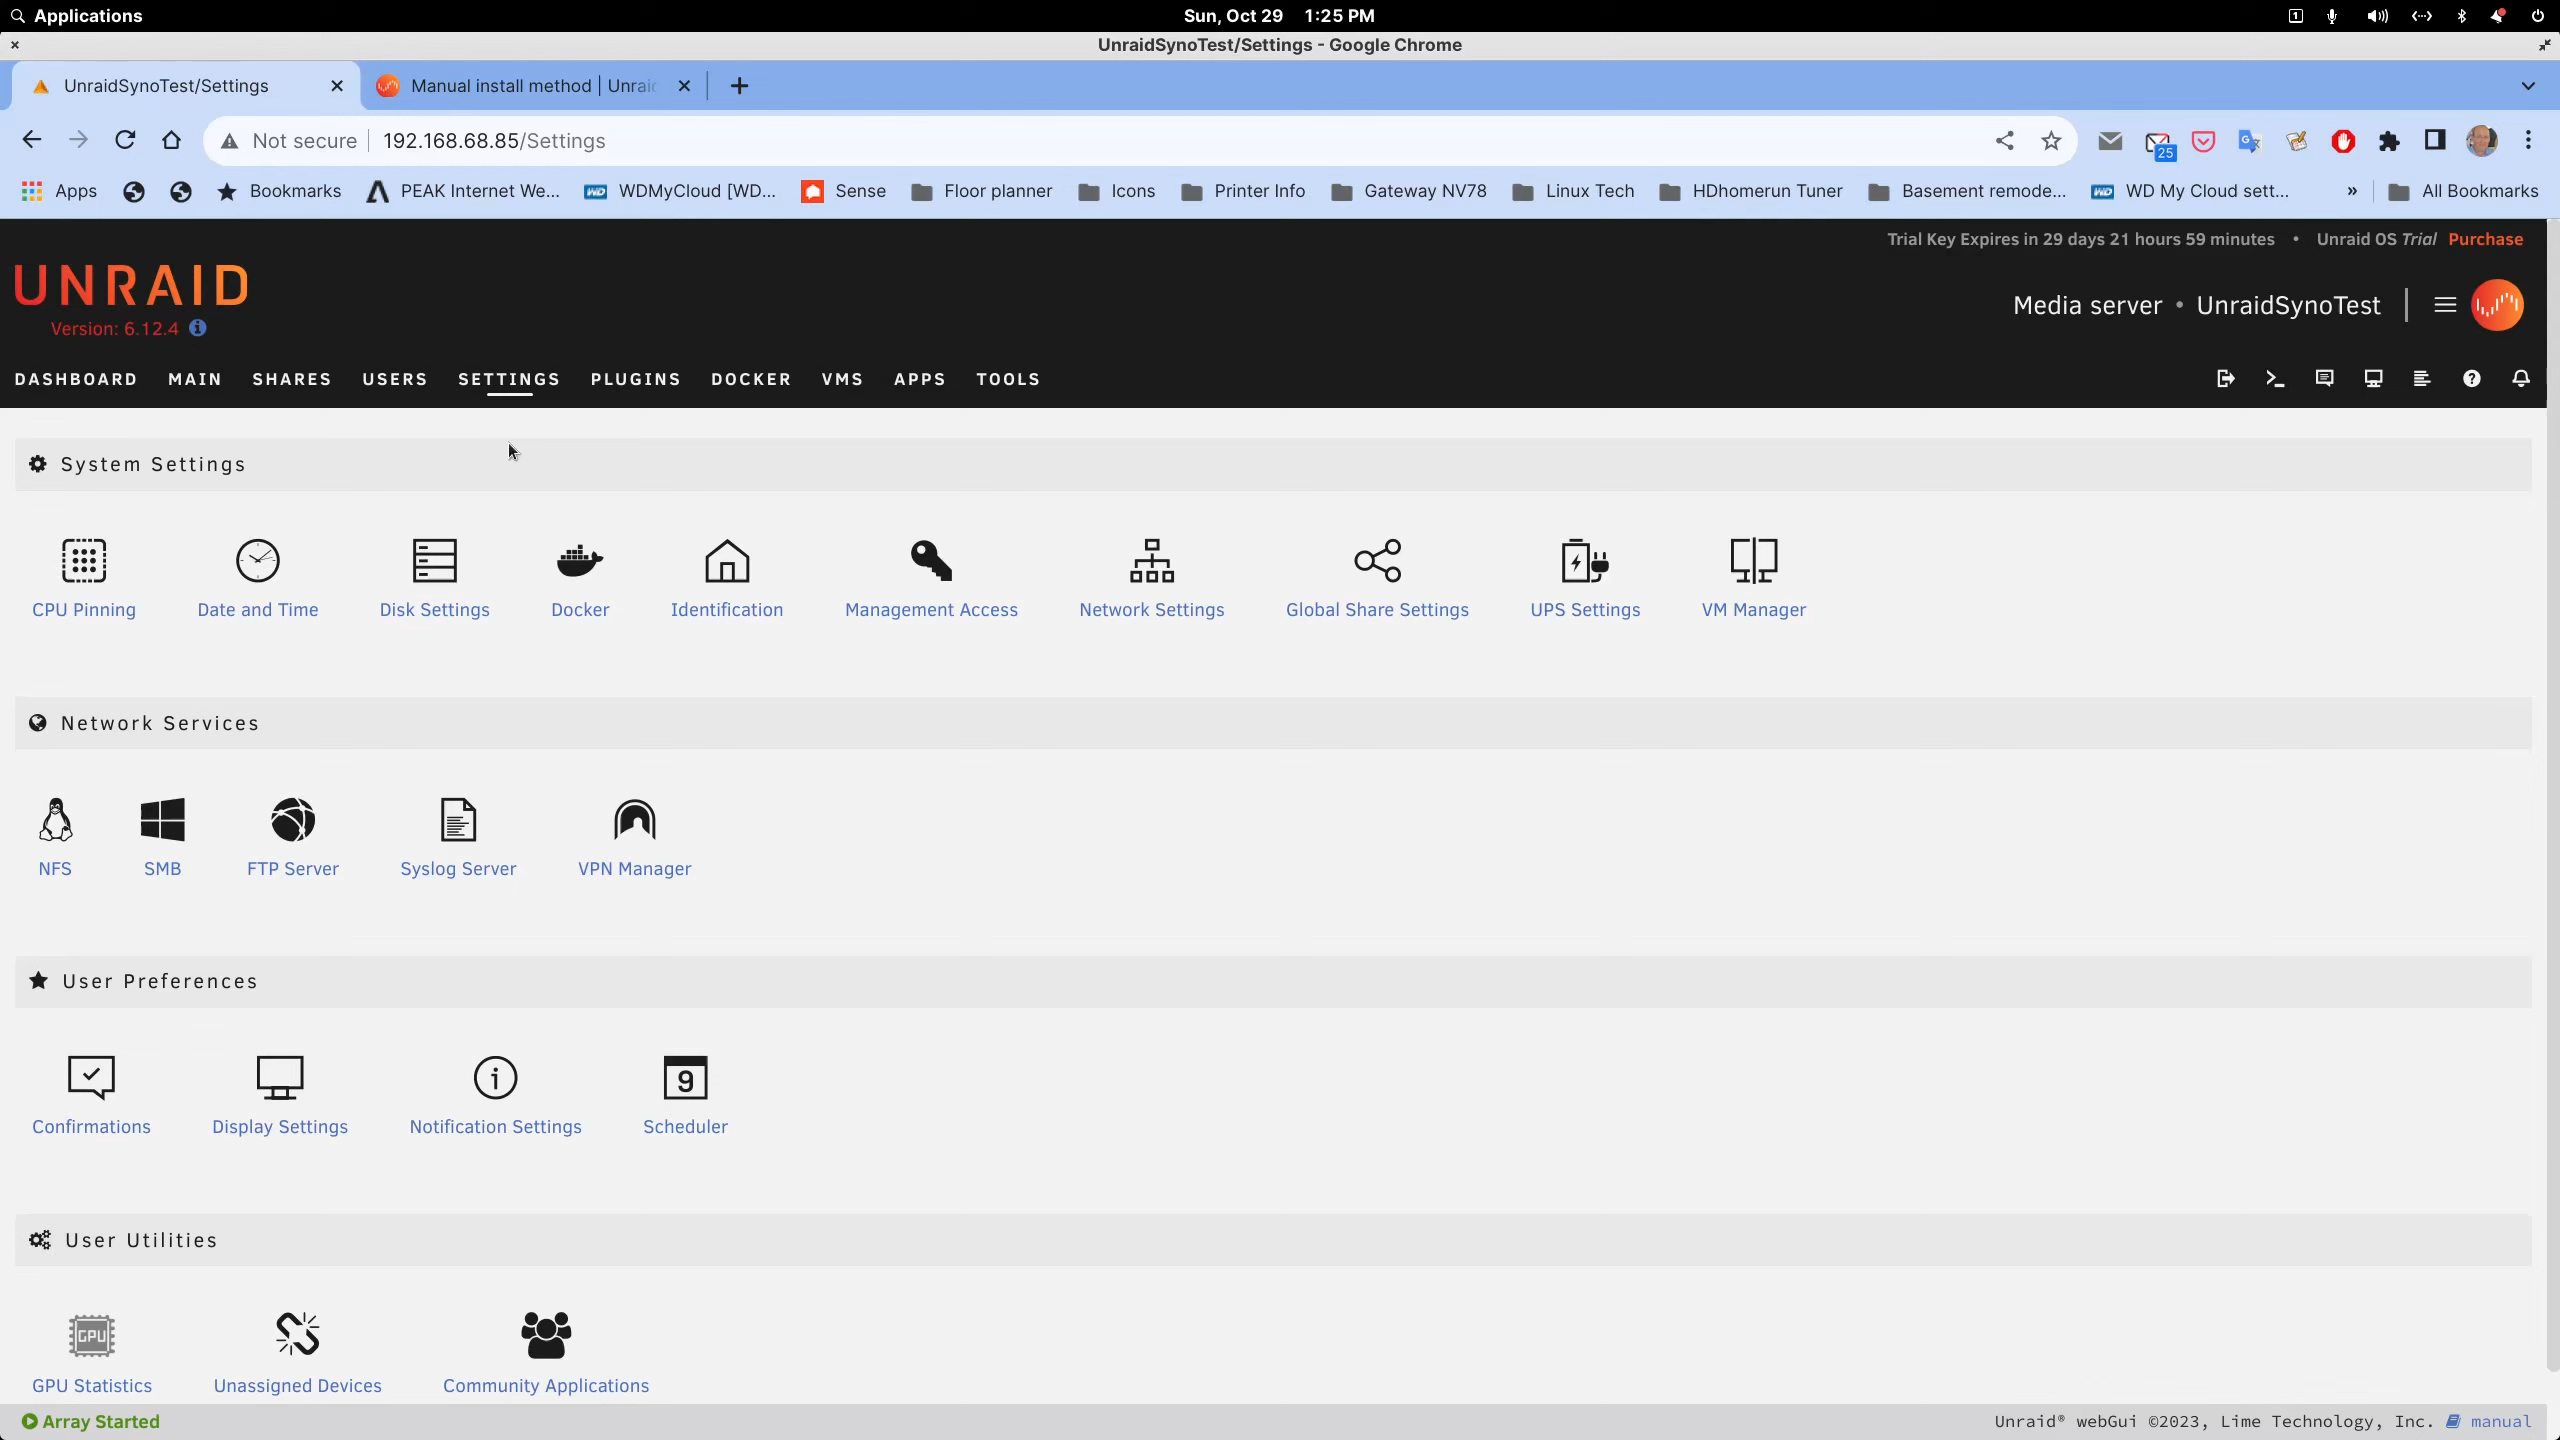 Applications
Sun, Oct 29 1:25 PM
1
UnraidSynoTest/Settings - Google Chrome
UnraidSynoTest/Settings
Manual install method | Unrai
Not secure
192.168.68.85/Settings
25
Apps
Bookmarks
PEAK Internet We...
WD
WDMyCloud [WD...
Sense
Floor planner
Icons
Printer Info
Gateway NV78
Linux Tech
HDhomerun Tuner
Basement remode...
WD
WD My Cloud sett...
»
All Bookmarks
Trial Key Expires in 29 days 21 hours 59 minutes • Unraid OS Trial Purchase
UNRAID
Version: 6.12.4
Media server • UnraidSynoTest
DASHBOARD MAIN SHARES USERS SETTINGS PLUGINS DOCKER VMS APPS TOOLS
System Settings
CPU Pinning
Date and Time
Disk Settings
Docker
Identification
Management Access
Network Settings
Global Share Settings
UPS Settings
VM Manager
Network Services
NFS
SMB
FTP Server
Syslog Server
VPN Manager
User Preferences
9
Confirmations
Display Settings
Notification Settings
Scheduler
User Utilities
GPU
GPU Statistics
Unassigned Devices
Community Applications
Array Started
Unraid® webGui ©2023, Lime Technology, Inc. manual